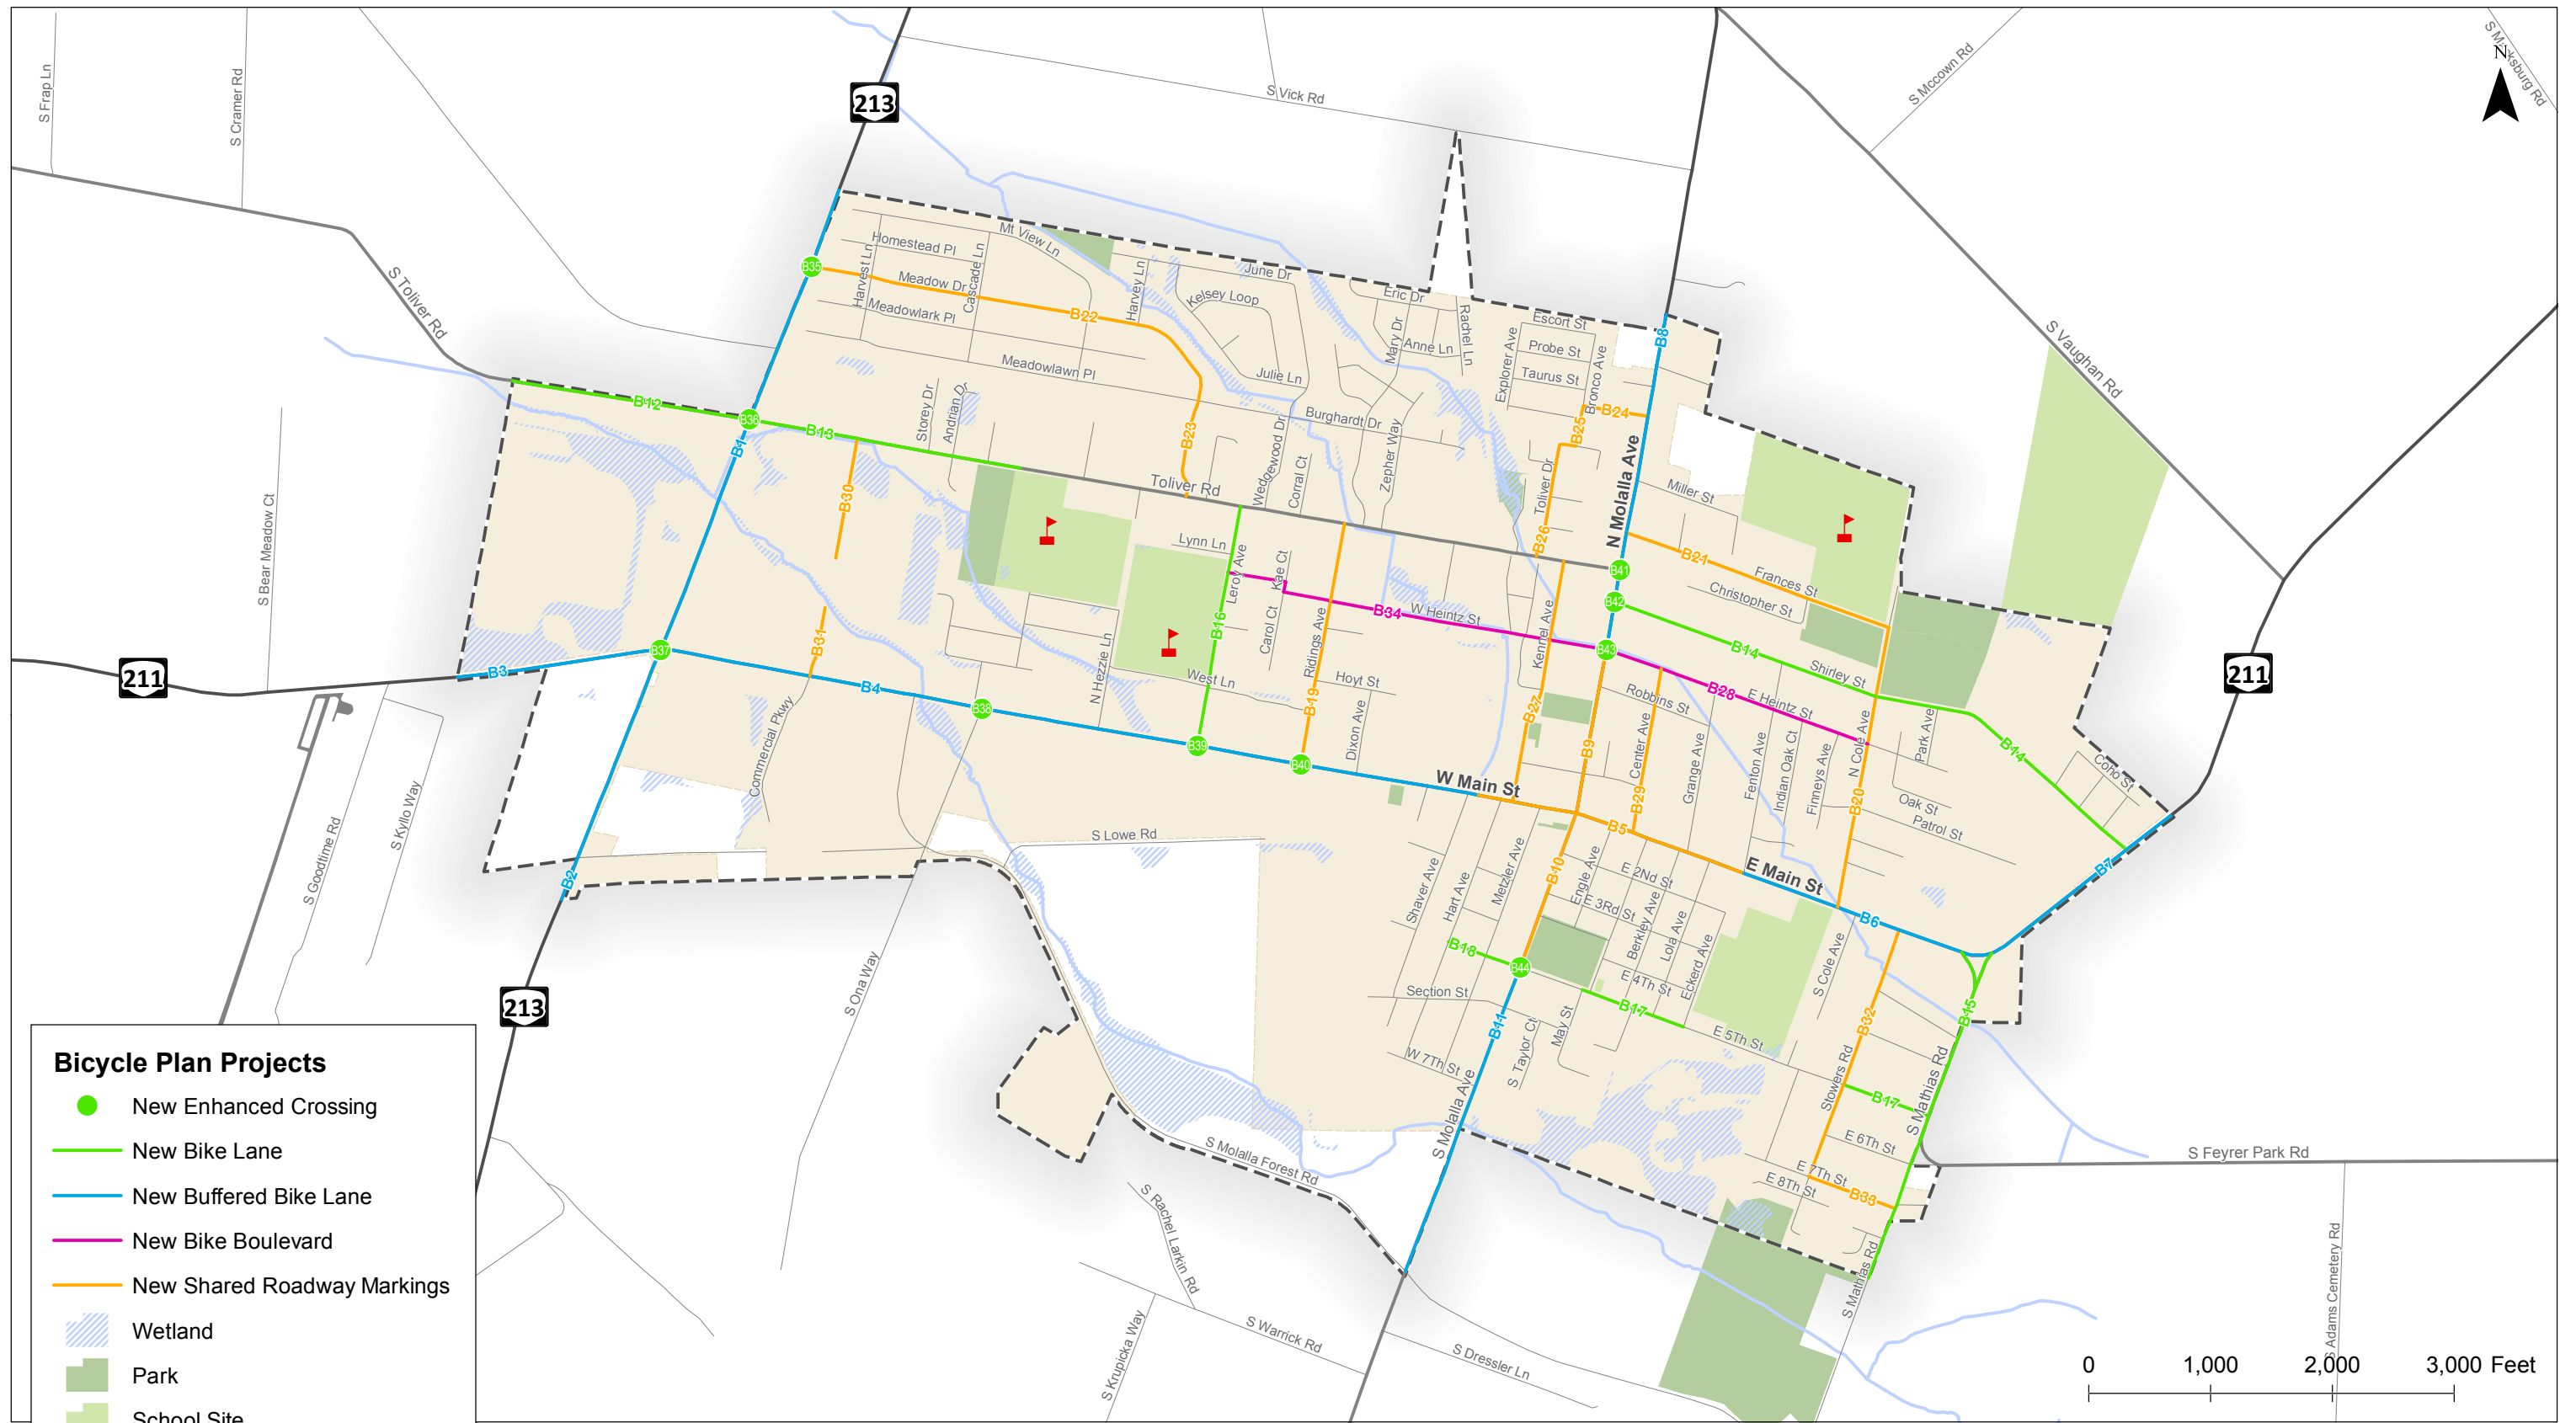 S Frap Ln
S Cramer Rd
213
S Vick Rd
S Mccown Rd
N
S Toliver Rd
S Vaughan Rd
B35
Homestead Pl
Mt View Ln
Harvest Ln
Cascade Ln
Meadow Dr
Meadowlark Pl
B22
Harvey Ln
June Dr
Kelsey Loop
Eric Dr
Rachel Ln
Mary Dr
Anne Ln
Escort St
Probe St
Taurus St
Explorer Ave
Bronco Ave
B8
Meadowlawn Pl
Julie Ln
Burghardt Dr
B12
B36
B13
B1
Storey Dr
Andrian Dr
B23
Wedgewood Dr
Corral Ct
Zepher Way
B24
B25
Toliver Dr
B26
N Molalla Ave
Miller St
Toliver Rd
B30
S Bear Meadow Ct
Lynn Ln
Leroy Ave
Kae Ct
B21
Frances St
Christopher St
B41
B42
B31
B16
Carol Ct
Ridings Ave
B34
W Heintz St
Kennel Ave
B43
B14
Shirley St
211
B3
B37
B4
B38
N Hezzie Ln
West Ln
Hoyt St
B19
Dixon Ave
B27
B9
Robbins St
B28
E Heintz St
211
Commercial Pkwy
B39
B40
W Main St
Center Ave
B29
Grange Ave
Fenton Ave
Indian Oak Ct
Finneys Ave
N Cole Ave
B20
Park Ave
B14
Coho St
Oak St
Patrol St
S Goodtime Rd
S Kyllo Way
B2
S Lowe Rd
B5
E Main St
B7
B6
Shaver Ave
Hart Ave
Metzler Ave
B10
Engle Ave
E 2Nd St
E 3Rd St
Berkley Ave
Lola Ave
Eckerd Ave
E 4Th St
S Cole Ave
B18
B44
Section St
B17
E 5Th St
B32
B15
213
S Ona Way
B11
S Taylor Ct
May St
W 7Th St
S Molalla Ave
Stowers Rd
B17
S Mathias Rd
E 6Th St
E 7Th St
E 8Th St
B33
S Feyrer Park Rd
S Molalla Forest Rd
S Rachel Larkin Rd
S Krupicka Way
S Warrick Rd
S Dressler Ln
S Mathias Rd
S Adams Cemetery Rd
Bicycle Plan Projects
New Enhanced Crossing
New Bike Lane
New Buffered Bike Lane
New Bike Boulevard
New Shared Roadway Markings
Wetland
Park
School Site
0 1,000 2,000 3,000 Feet